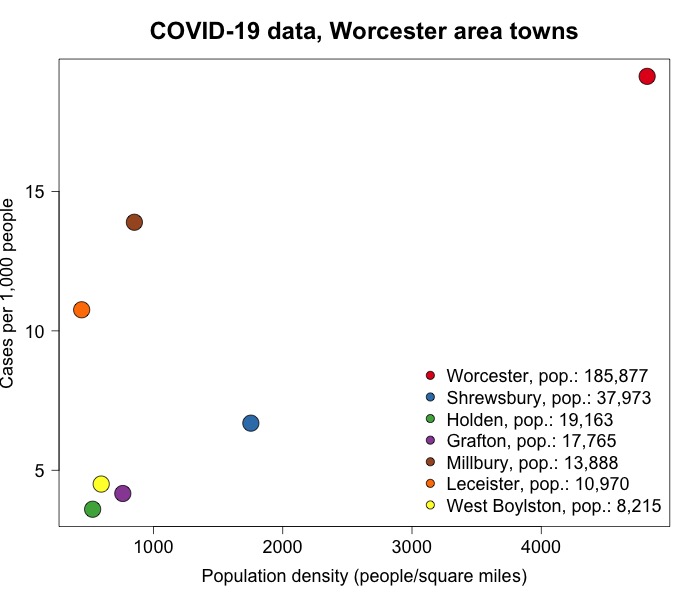 COVID-19 data, Worcester area towns
Cases per 1,000 people
15
10
5
Worcester, pop.: 185,877
Shrewsbury, pop.: 37,973
Holden, pop.: 19,163
Grafton, pop.: 17,765
Millbury, pop.: 13,888
Leceister, pop.: 10,970
West Boylston, pop.: 8,215
1000 2000 3000 4000
Population density (people/square miles)